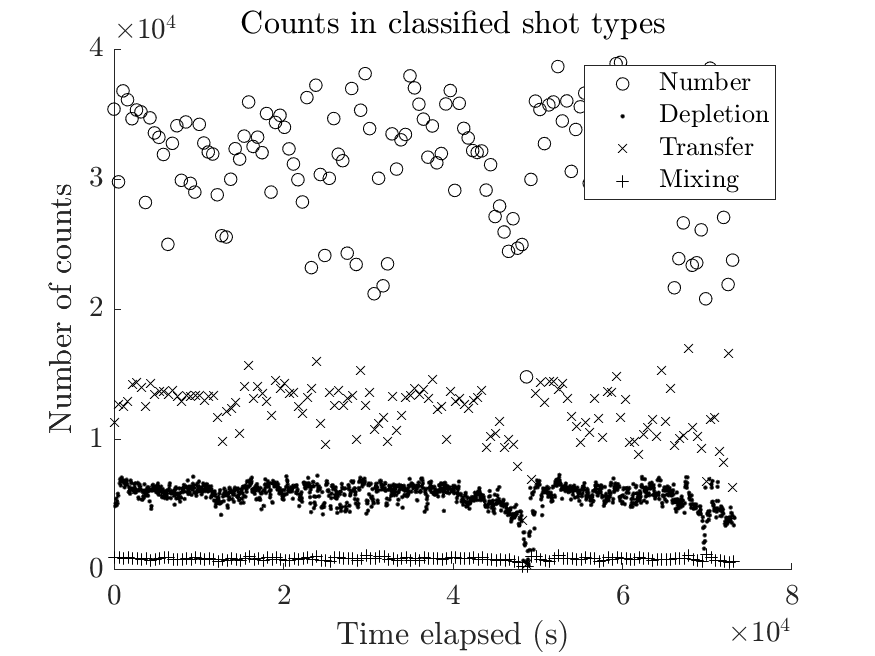 Counts in classified shot types
×10⁴
4
3
2
1
0
Number of counts
Number
Depletion
Transfer
Mixing
0 2 4 6 8
Time elapsed (s)
×10⁴